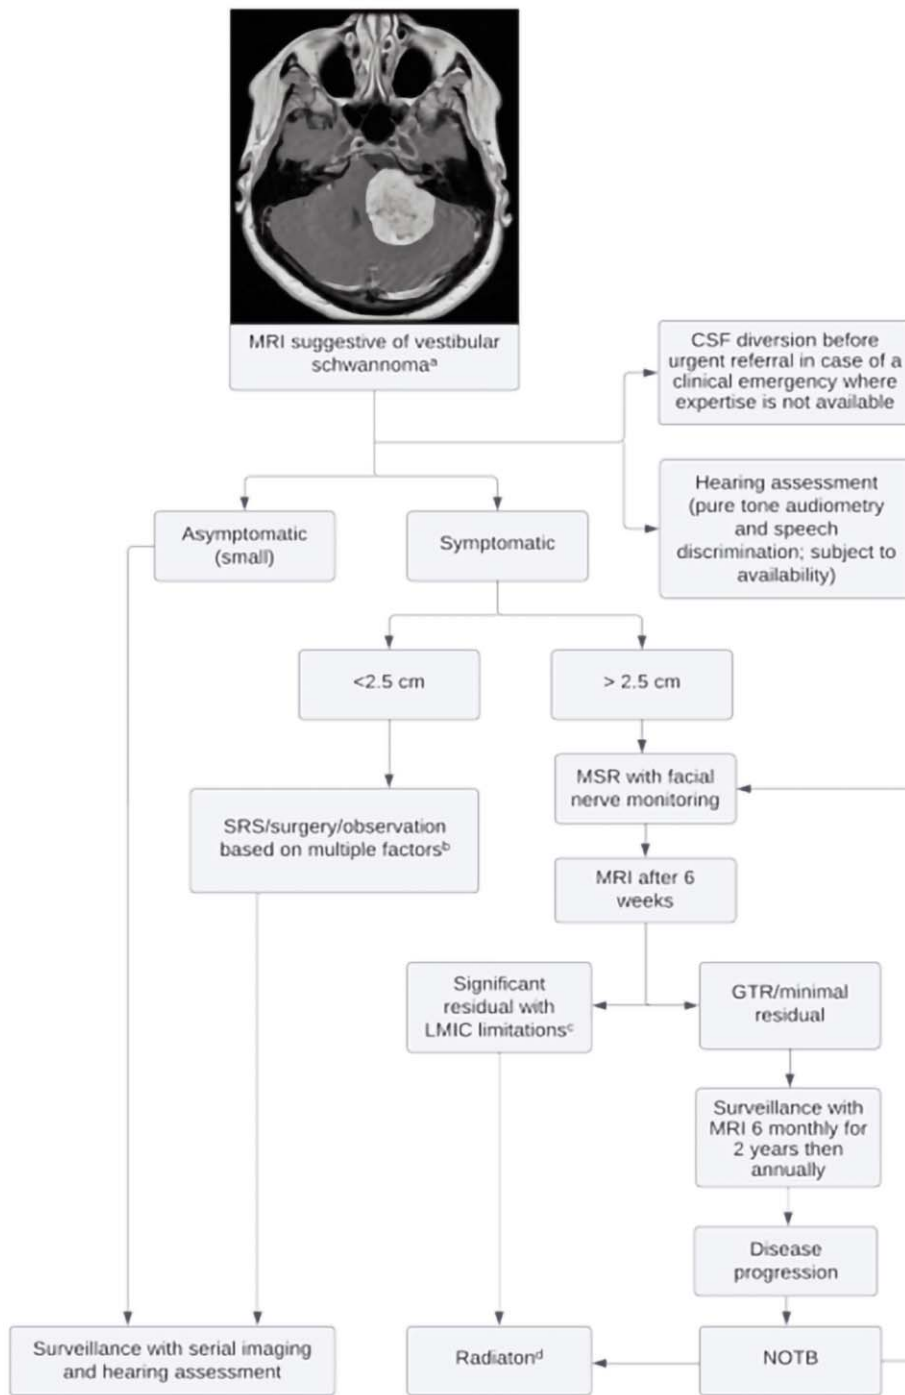 MRI suggestive of vestibular
schwannomaᵃ
CSF diversion before
urgent referral in case of a
clinical emergency where
expertise is not available
Hearing assessment
(pure tone audiometry
and speech
discrimination; subject to
availability)
Asymptomatic
(small)
Symptomatic
<2.5 cm
> 2.5 cm
MSR with facial
nerve monitoring
SRS/surgery/observation
based on multiple factorsᵇ
MRI after 6
weeks
Significant
residual with
LMIC limitationsᶜ
GTR/minimal
residual
Surveillance with
MRI 6 monthly for
2 years then
annually
Disease
progression
Surveillance with serial imaging
and hearing assessment
Radiatonᵈ
NOTB